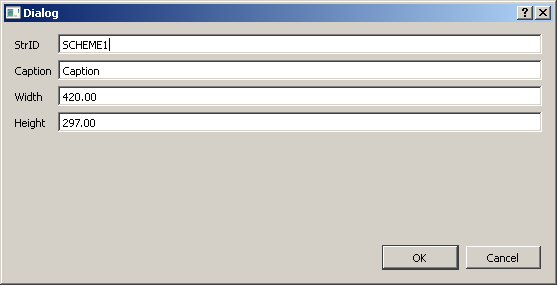 Dialog
StrID SCHEME1
Caption Caption
Width 420.00
Height 297.00
OK Cancel